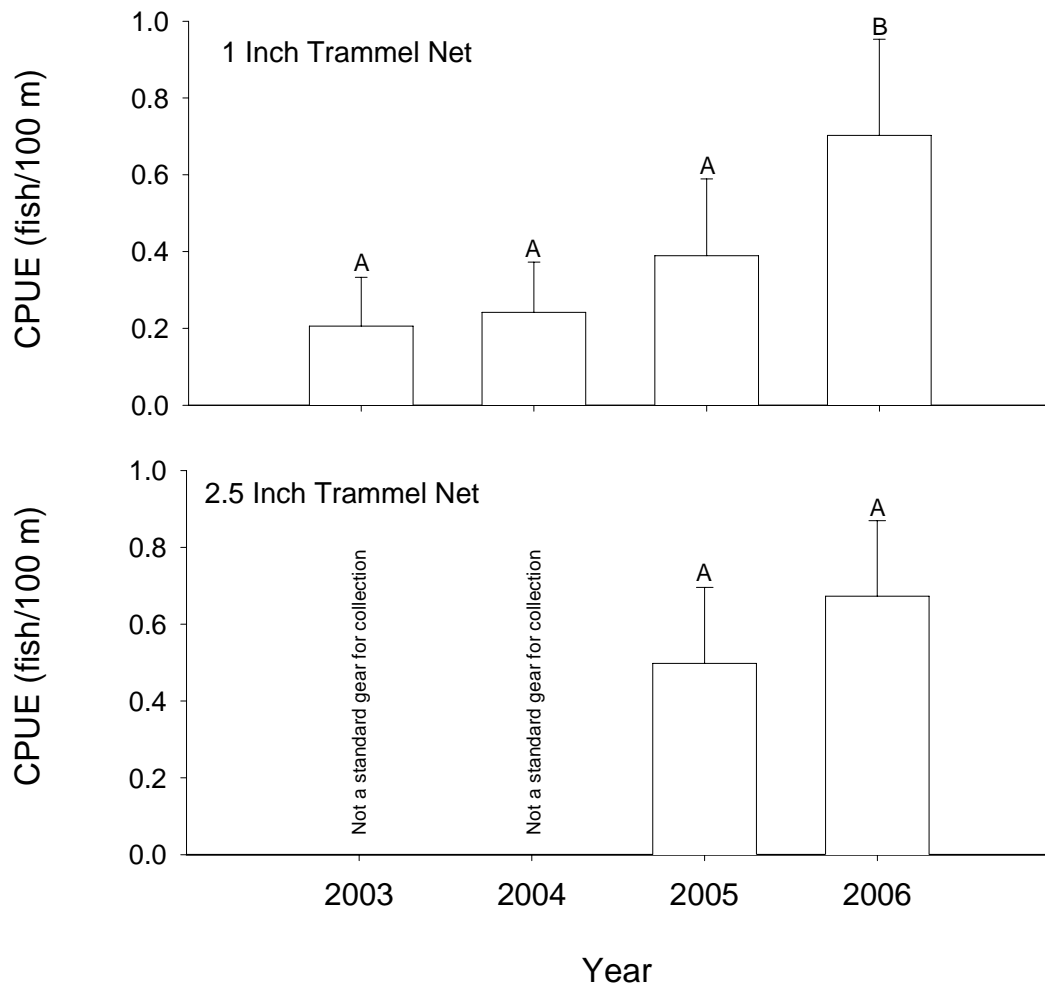 1 Inch Trammel Net
CPUE (fish/100 m)
1.0
0.8
0.6
0.4
0.2
0.0
A
A
A
B
2.5 Inch Trammel Net
CPUE (fish/100 m)
1.0
0.8
0.6
0.4
0.2
0.0
Not a standard gear for collection
Not a standard gear for collection
A
A
2003 2004 2005 2006
Year